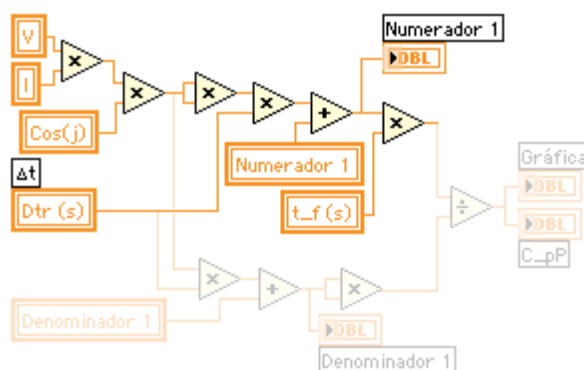 Numerador 1
DBL
V
I
Cos(j)
Δt
Dtr (s)
Numerador 1
t_f (s)
Gráfica
DBL
DBL
C_pP
Denominador 1
DBL
Denominador 1